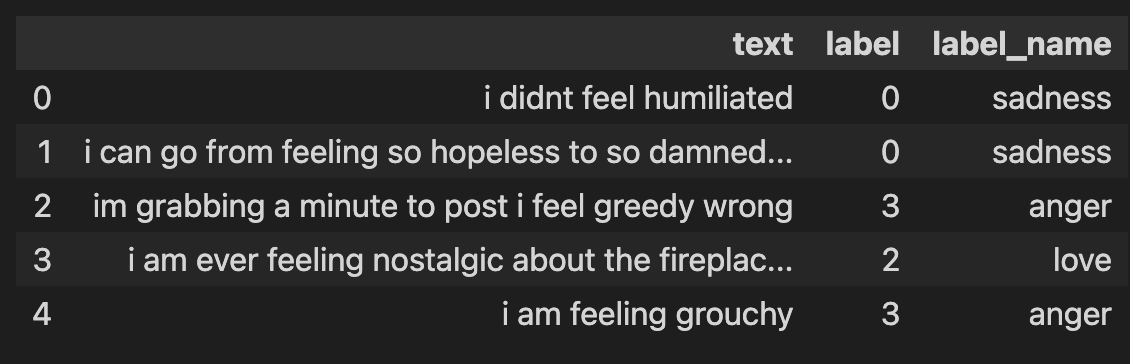 text label label_name
0 i didnt feel humiliated 0 sadness
1 i can go from feeling so hopeless to so damned... 0 sadness
2 im grabbing a minute to post i feel greedy wrong 3 anger
3 i am ever feeling nostalgic about the fireplac... 2 love
4 i am feeling grouchy 3 anger